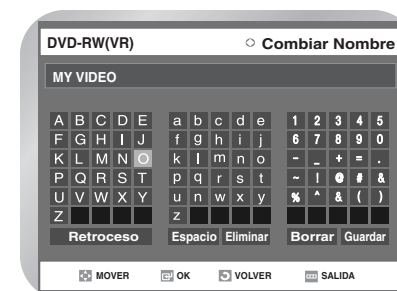 DVD-RW(VR) Combiar Nombre
MY VIDEO
A B C D E a b c d e 1 2 3 4 5
F G H I J f g h i j 6 7 8 9 0
K L M N O k l m n o - _ + = .
P Q R S T p q r s t ~ ! @ # &
U V W X Y u n w x y % ^ & ( )
Z z
Retroceso Espacio Eliminar Borrar Guardar
MOVER OK VOLVER SALIDA